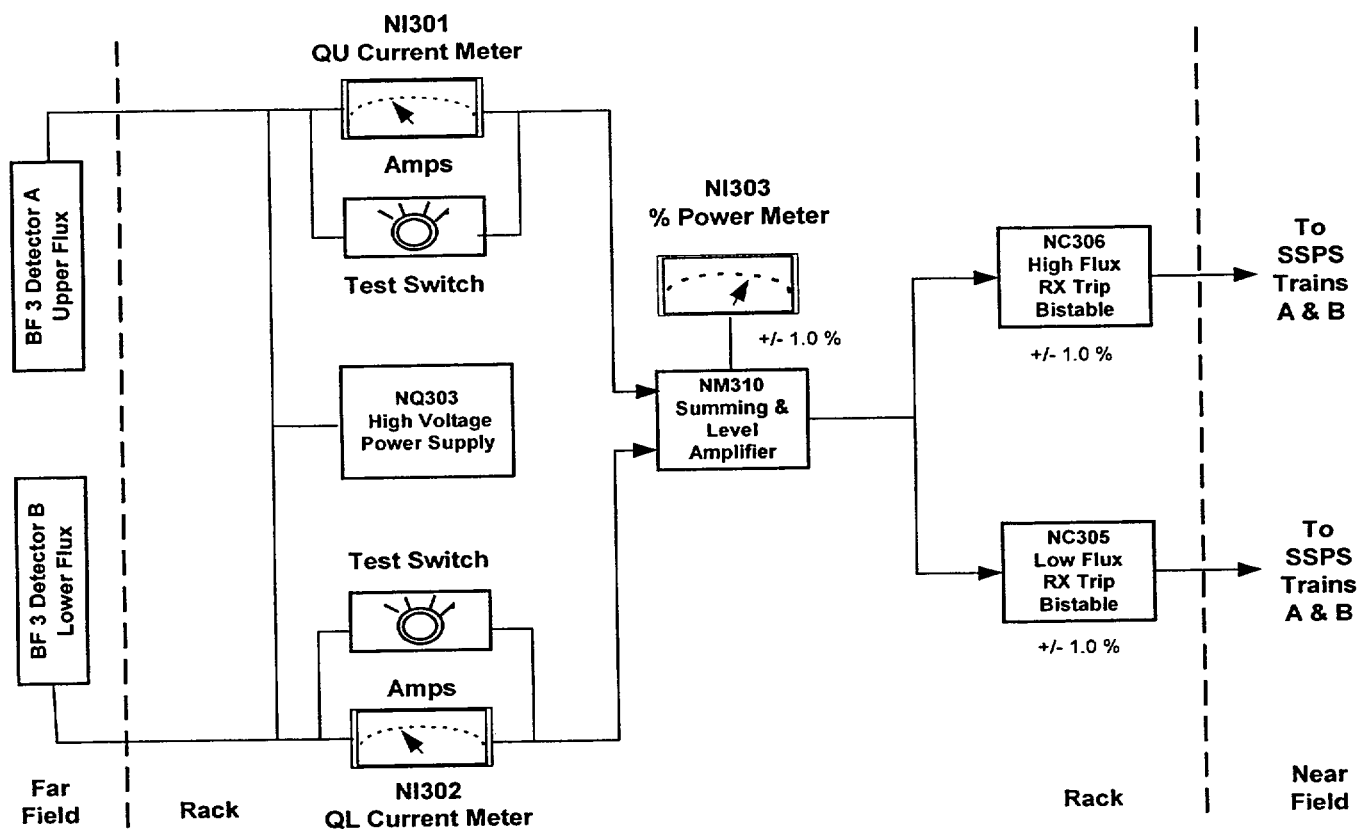 NI301
QU Current Meter
Amps
Test Switch
BF 3 Detector A
Upper Flux
NI303
% Power Meter
+/- 1.0 %
NC306
High Flux
RX Trip
Bistable
+/- 1.0 %
To
SSPS
Trains
A & B
NQ303
High Voltage
Power Supply
NM310
Summing &
Level
Amplifier
BF 3 Detector B
Lower Flux
Test Switch
Amps
NI302
QL Current Meter
NC305
Low Flux
RX Trip
Bistable
+/- 1.0 %
To
SSPS
Trains
A & B
Far
Field
Rack
Rack
Near
Field